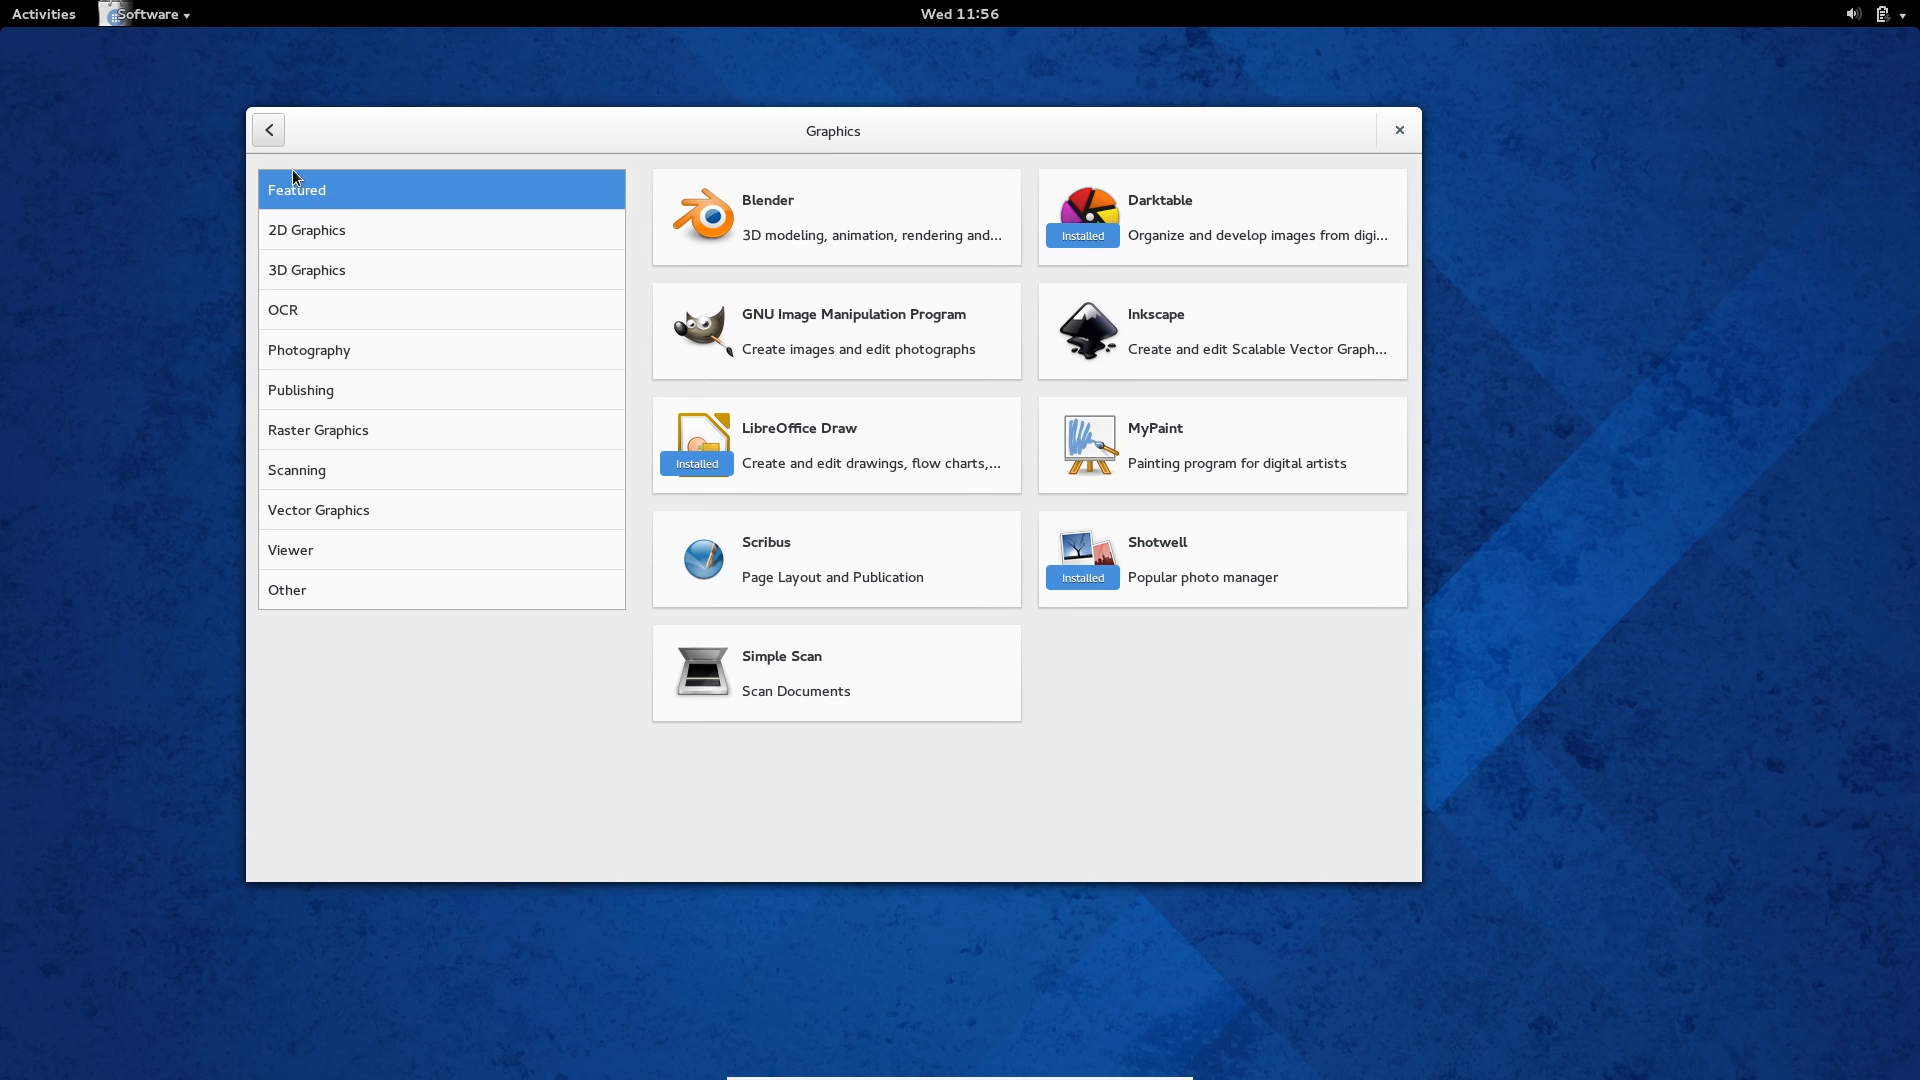 Activities
Software
Wed 11:56
Graphics
Featured
2D Graphics
3D Graphics
OCR
Photography
Publishing
Raster Graphics
Scanning
Vector Graphics
Viewer
Other
Blender
3D modeling, animation, rendering and...
Darktable
Installed
Organize and develop images from digi...
GNU Image Manipulation Program
Create images and edit photographs
Inkscape
Create and edit Scalable Vector Graph...
LibreOffice Draw
Installed
Create and edit drawings, flow charts,...
MyPaint
Painting program for digital artists
Scribus
Page Layout and Publication
Shotwell
Installed
Popular photo manager
Simple Scan
Scan Documents